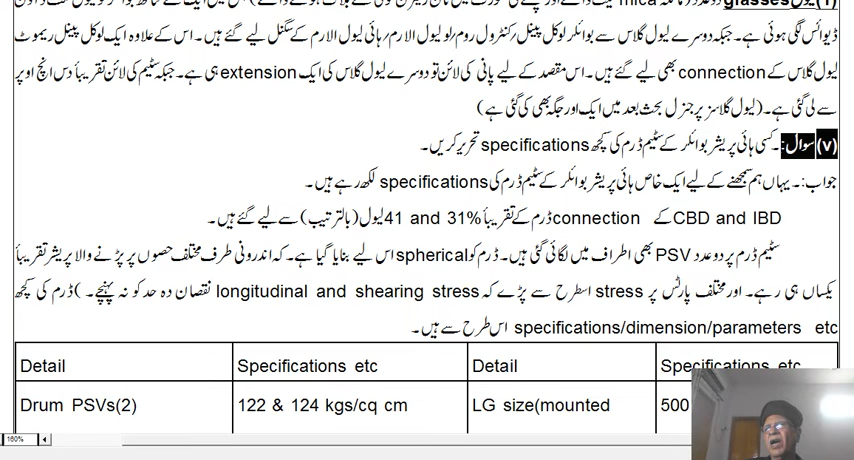 ڈیوائس لگی ہوئی ہے۔ جبکہ دوسرے لیول گلاس سے بوائلر لوکل پینل/کنٹرول روم/لو لیول الارم/ہائی لیول الارم کے سگنل لیے گئے ہیں۔ اس کے علاوہ ایک لوکل پینل ریموٹ
لیول گلاس کے connection بھی لیے گئے ہیں۔ اس مقصد کے لیے پانی کی لائن تو دوسرے لیول گلاس کی ایک extension ہی ہے۔ جبکہ سٹیم کی لائن تقریباً دس انچ اوپر
سے لی گئی ہے۔ (لیول گلاسز پر جنرل بحث بعد میں ایک اور جگہ بھی کی گئی ہے)
(v) سوال:۔ کسی ہائی پریشر بوائلر کے سٹیم ڈرم کی کچھ specifications تحریر کریں۔
جواب:۔ یہاں ہم سمجھنے کے لیے ایک خاص ہائی پریشر بوائلر کے سٹیم ڈرم کی specifications لکھ رہے ہیں۔
CBD and IBD کے connection ڈرم کے تقریباً 41 and 31% لیول (بالترتیب) سے لیے گئے ہیں۔
سٹیم ڈرم پر دو عدد PSV بھی اطراف میں لگائی گئی ہیں۔ ڈرم کو spherical اس لیے بنایا گیا ہے۔ کہ اندرونی طرف مختلف حصوں پر پڑنے والا پریشر تقریباً
یکساں ہی رہے۔ اور مختلف پارٹس پر stress اسطرح سے پڑے کہ longitudinal and shearing stress نقصان دہ حد کو نہ پہنچے۔ ) ڈرم کی کچھ
specifications/dimension/parameters etc اس طرح سے ہیں۔
Detail Specifications etc Detail Specifications etc
Drum PSVs(2) 122 & 124 kgs/cq cm LG size(mounted 500